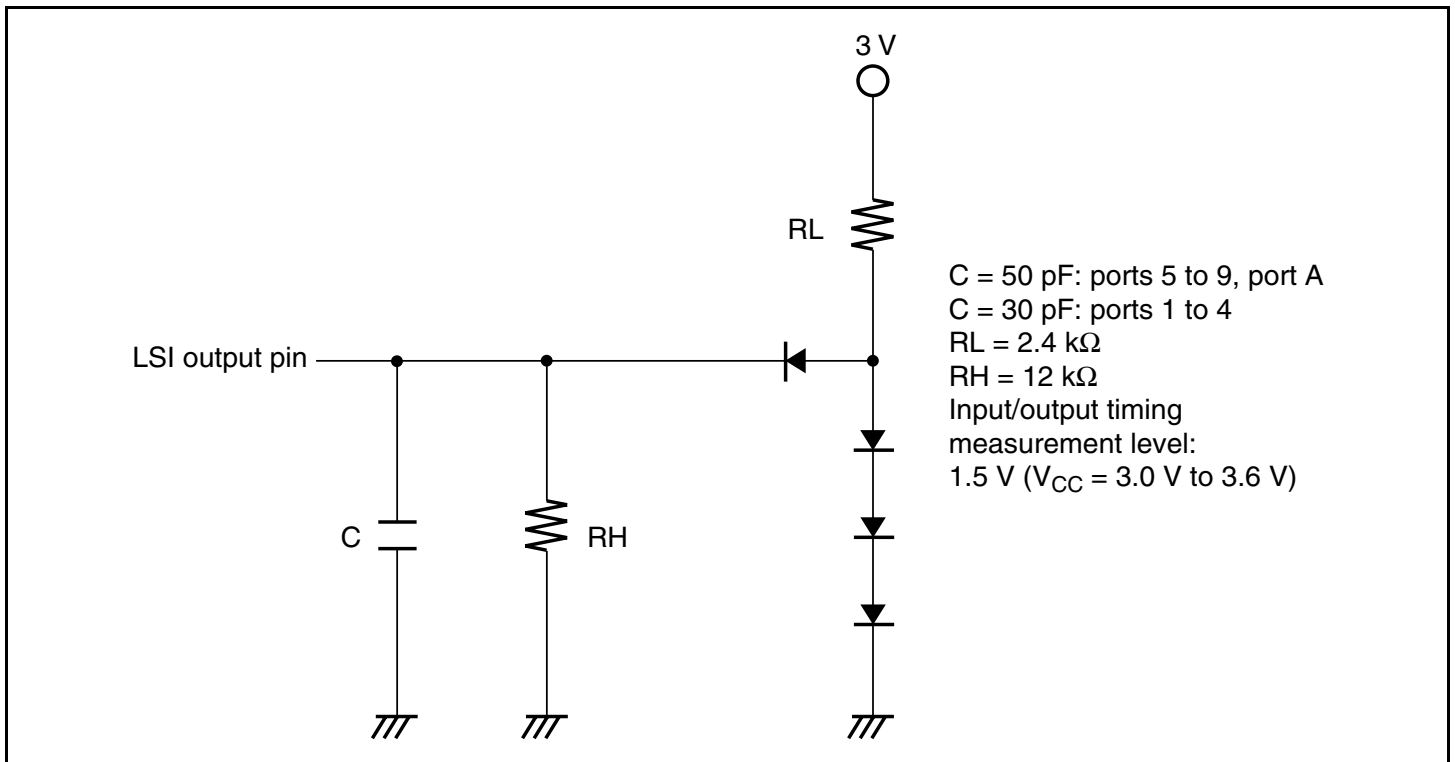 3 V
RL
C = 50 pF: ports 5 to 9, port A
C = 30 pF: ports 1 to 4
RL = 2.4 kΩ
RH = 12 kΩ
Input/output timing
measurement level:
1.5 V (VCC = 3.0 V to 3.6 V)
LSI output pin
C
RH